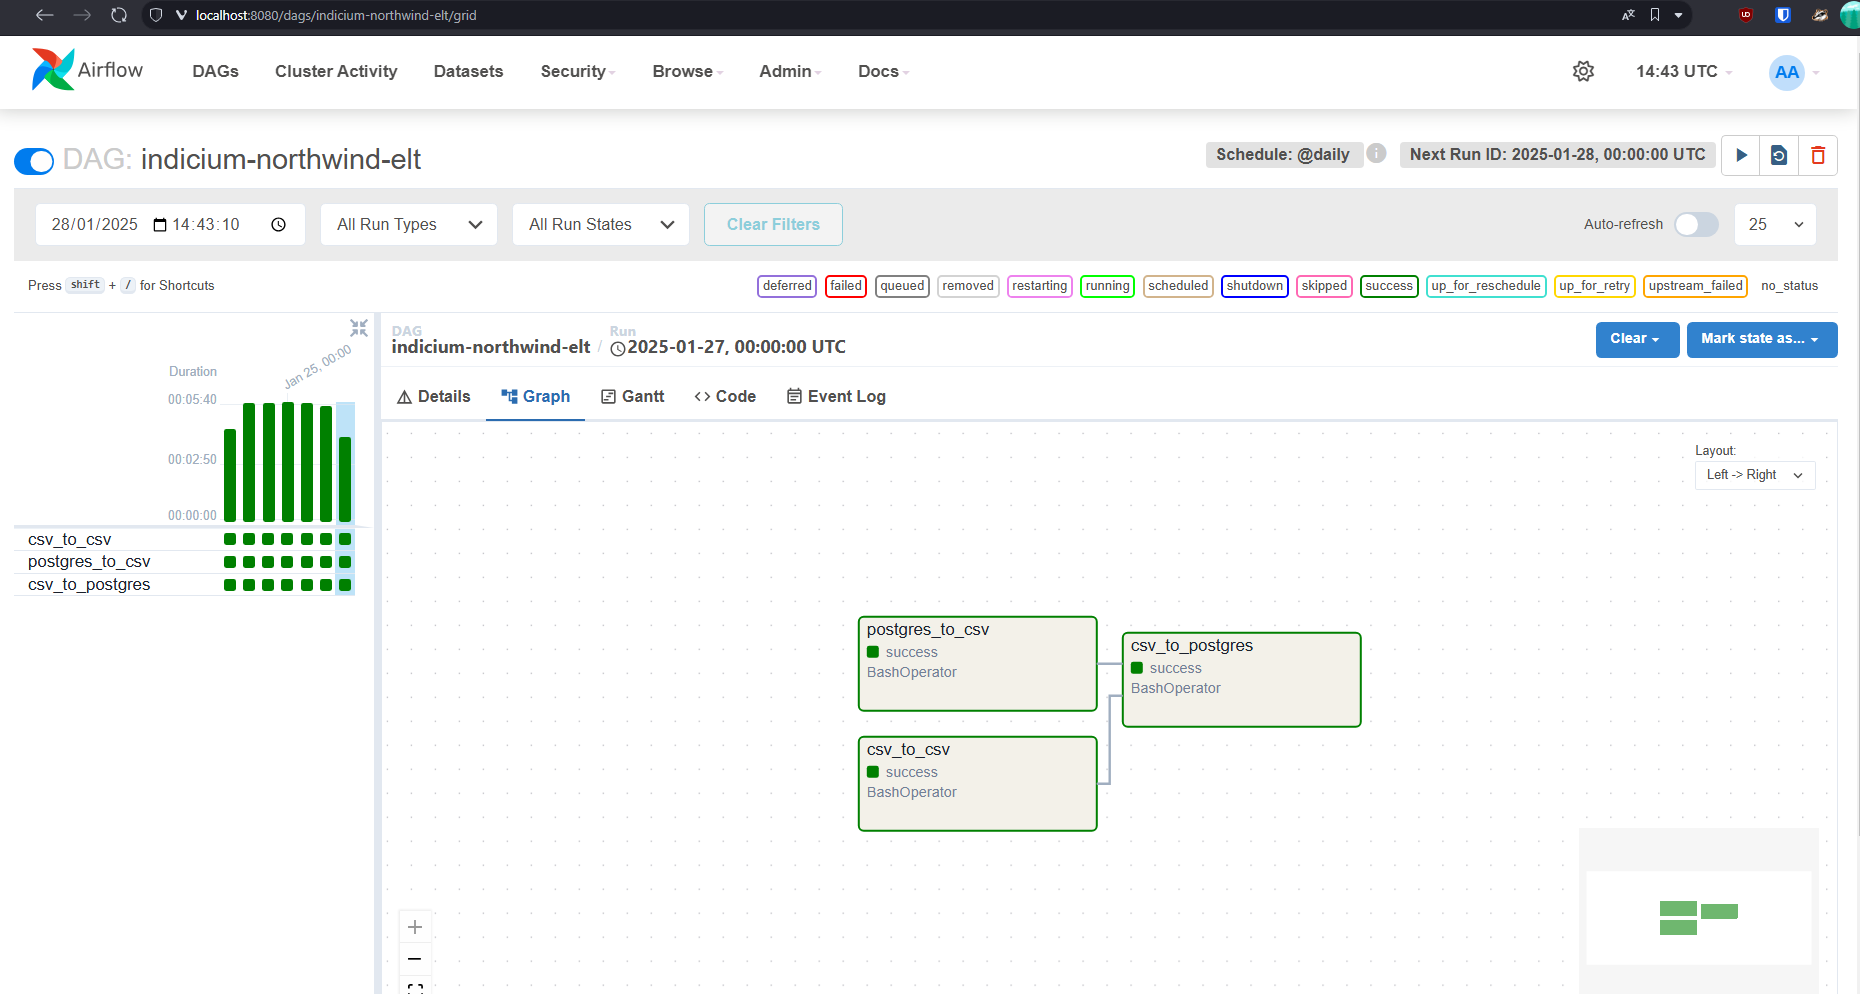 localhost:8080/dags/indicium-northwind-elt/grid
Airflow DAGs Cluster Activity Datasets Security Browse Admin Docs 14:43 UTC AA
DAG: indicium-northwind-elt
Schedule: @daily i Next Run ID: 2025-01-28, 00:00:00 UTC
28/01/2025 14:43:10 All Run Types All Run States Clear Filters Auto-refresh 25
Press shift + / for Shortcuts
deferred failed queued removed restarting running scheduled shutdown skipped success up_for_reschedule up_for_retry upstream_failed no_status
Jan 25, 00:00
Duration
00:05:40
00:02:50
00:00:00
csv_to_csv
postgres_to_csv
csv_to_postgres
DAG Run
indicium-northwind-elt / 2025-01-27, 00:00:00 UTC
Clear Mark state as...
Details Graph Gantt <> Code Event Log
Layout:
Left -> Right
postgres_to_csv
success
BashOperator
csv_to_postgres
success
BashOperator
csv_to_csv
success
BashOperator